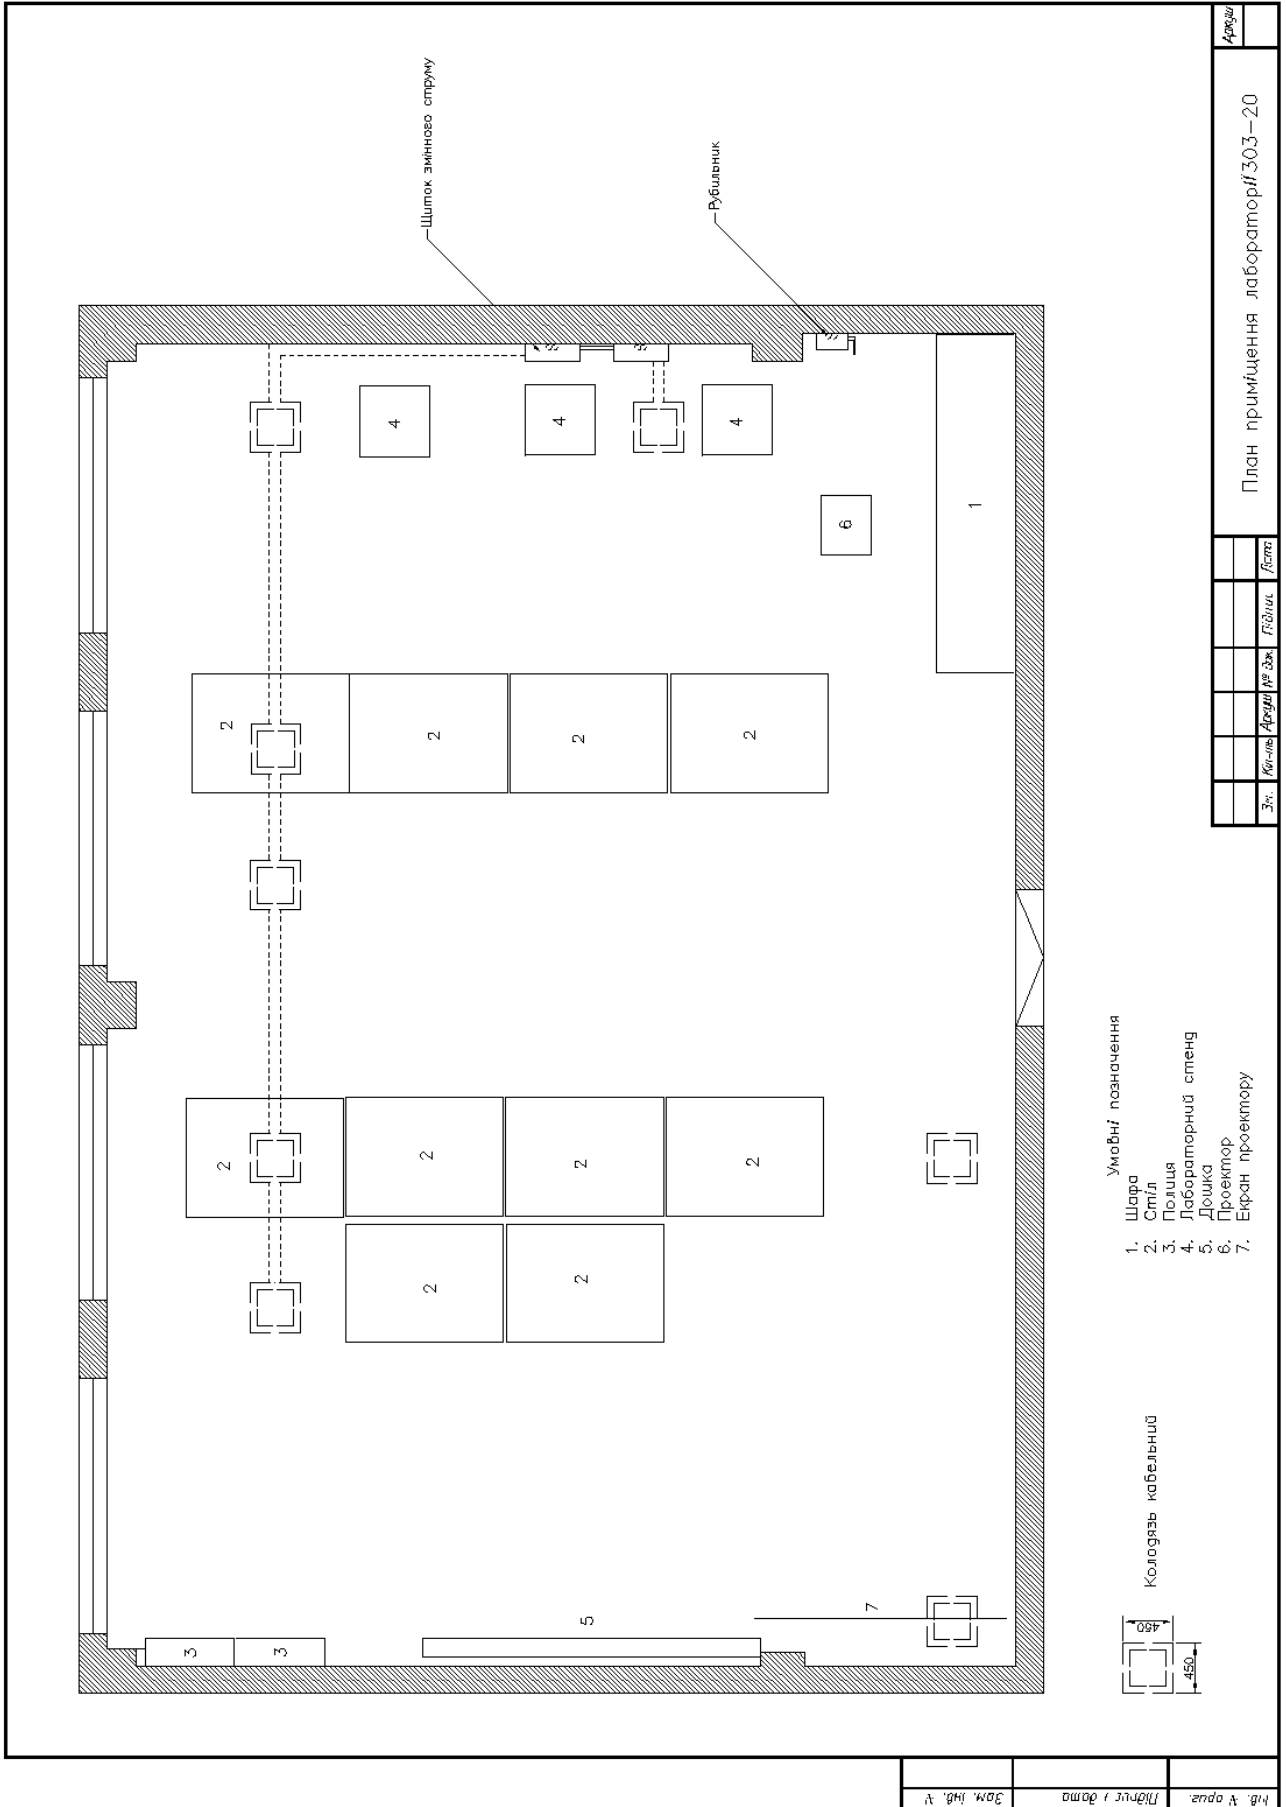 Щиток змінного струму
Рубильник
4
4
4
6
1
2
2
2
2
2
2
2
2
2
2
3
3
5
7
Умовні позначення
1. Шафа
2. Стіл
3. Полиця
4. Лабораторний стенд
5. Дошка
6. Проектор
7. Екран проектору
Колодязь кабельний
450
450
Зм.
Кіл-ть
Аркуш
№ док.
Підпис
Дата
План приміщення лабораторії 303-20
Аркуш
Зам. інв. №
Підпис і дата
Інв. № ориг.